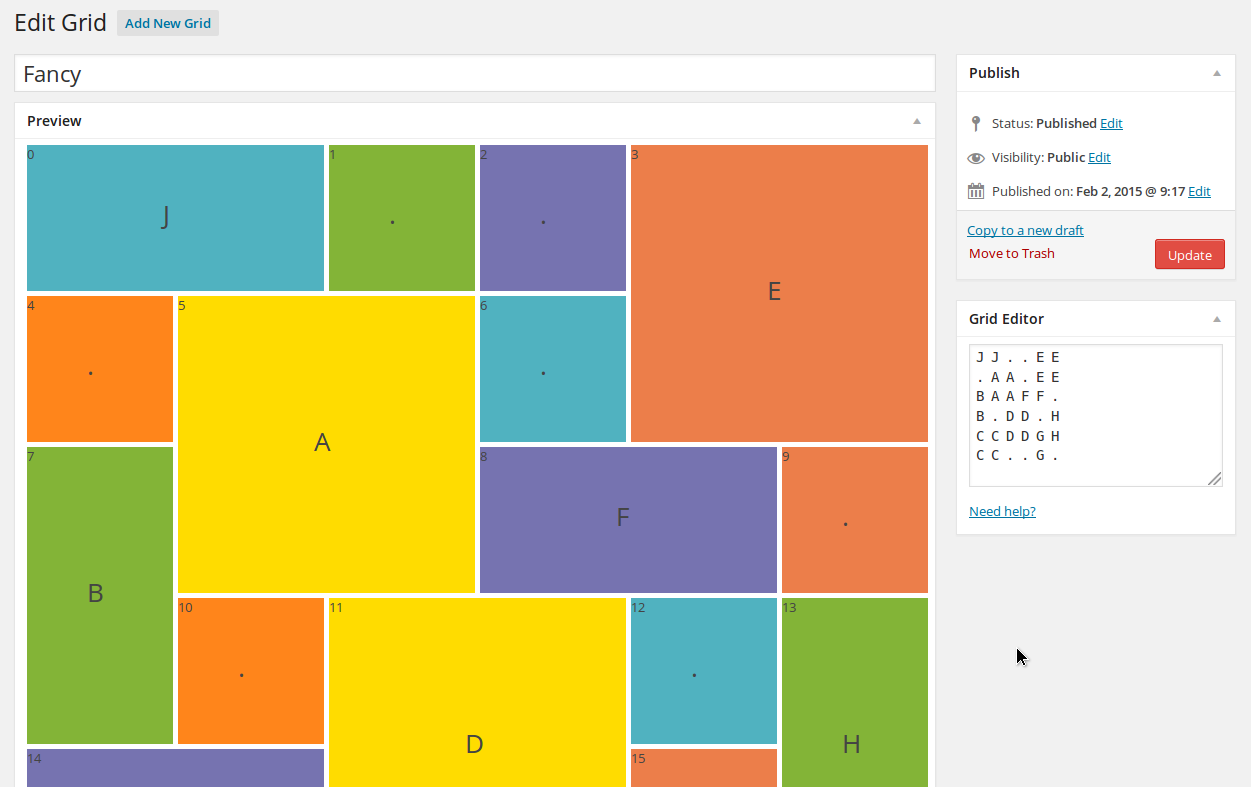 Edit Grid Add New Grid
Fancy
Preview
0 1 2 3
J . . E
4 5 6
. A .
7 8 9
B F .
10 11 12 13
. D . H
14 15
Publish
Status: Published Edit
Visibility: Public Edit
Published on: Feb 2, 2015 @ 9:17 Edit
Copy to a new draft
Move to Trash Update
Grid Editor
J J . . E E
. A A . E E
B A A F F .
B . D D . H
C C D D G H
C C . . G .
Need help?